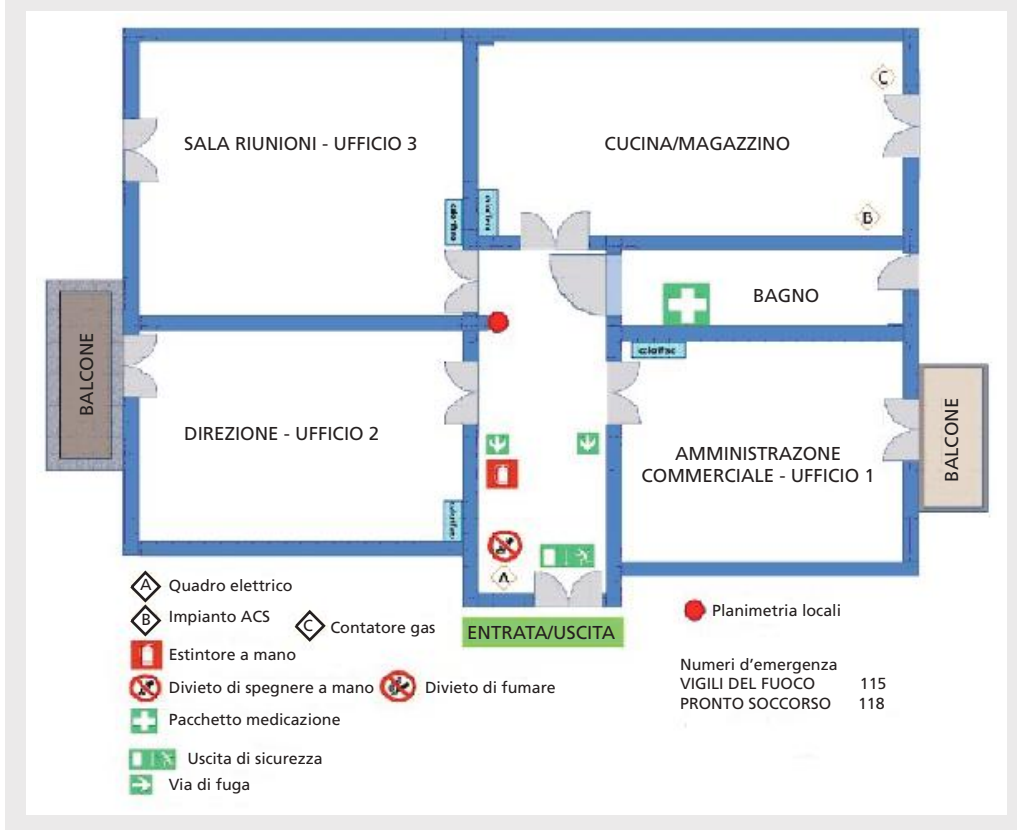 SALA RIUNIONI - UFFICIO 3
CUCINA/MAGAZZINO
C
B
BAGNO
BALCONE
DIREZIONE - UFFICIO 2
AMMINISTRAZONE
COMMERCIALE - UFFICIO 1
BALCONE
A
ENTRATA/USCITA
A Quadro elettrico
B Impianto ACS
C Contatore gas
Estintore a mano
Divieto di spegnere a mano
Divieto di fumare
Pacchetto medicazione
Uscita di sicurezza
Via di fuga
Planimetria locali
Numeri d'emergenza
VIGILI DEL FUOCO 115
PRONTO SOCCORSO 118